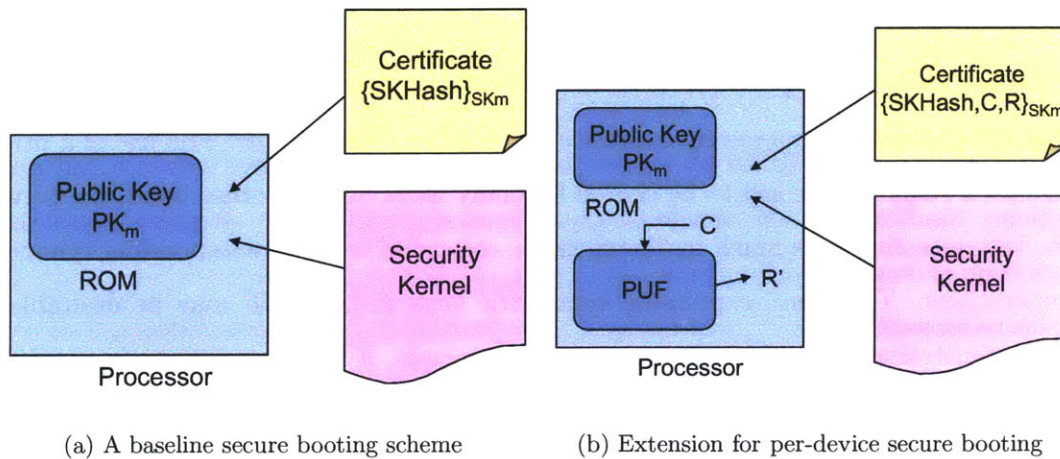 Certificate
{SKHash}SKm
Public Key
PKm
ROM
Security
Kernel
Processor
(a) A baseline secure booting scheme
Certificate
{SKHash,C,R}SKm
Public Key
PKm
ROM
C
PUF
R'
Security
Kernel
Processor
(b) Extension for per-device secure booting